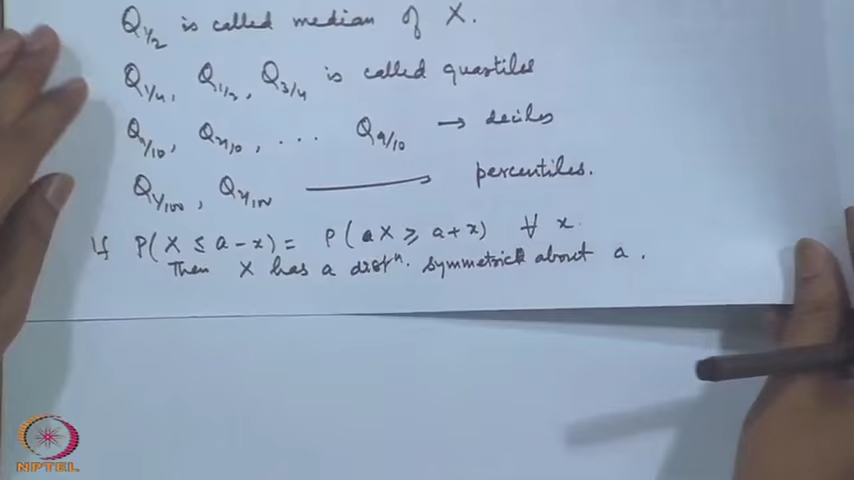 Q1/2 is called median of X.
Q1/4, Q1/2, Q3/4 is called quartiles
Q1/10, Q2/10, ... Q9/10 → deciles
Q1/100, Q2/100 → percentiles.
If P(X ≤ a-x) = P(aX ≥ a+x) ∀ x.
Then X has a distⁿ. symmetrick about a.
NPTEL